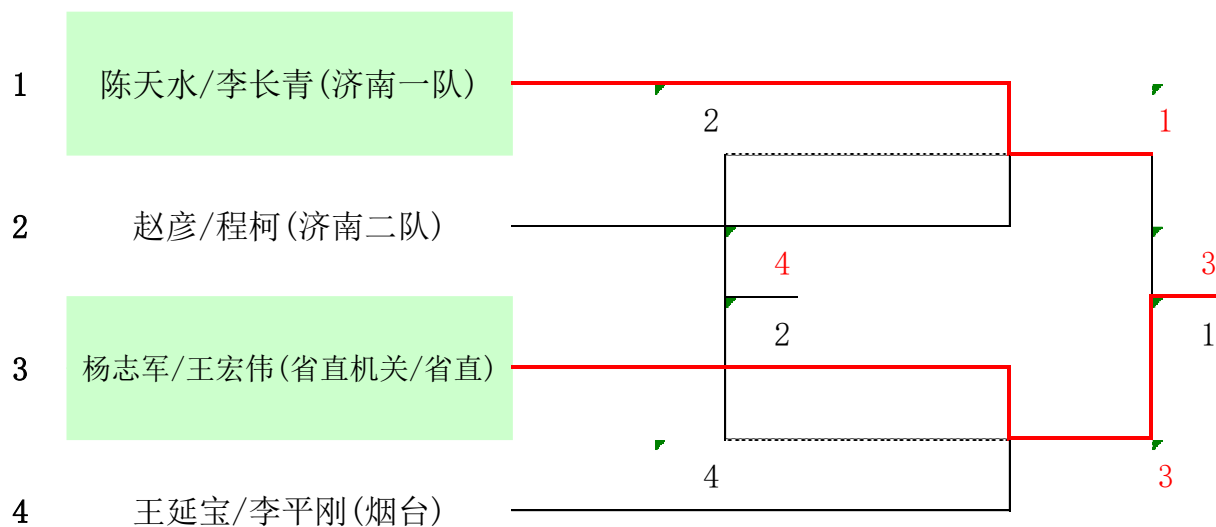 1 陈天水/李长青(济南一队)
2 1
2 赵彦/程柯(济南二队)
4 3
2 1
3 杨志军/王宏伟(省直机关/省直)
4 3
4 王延宝/李平刚(烟台)